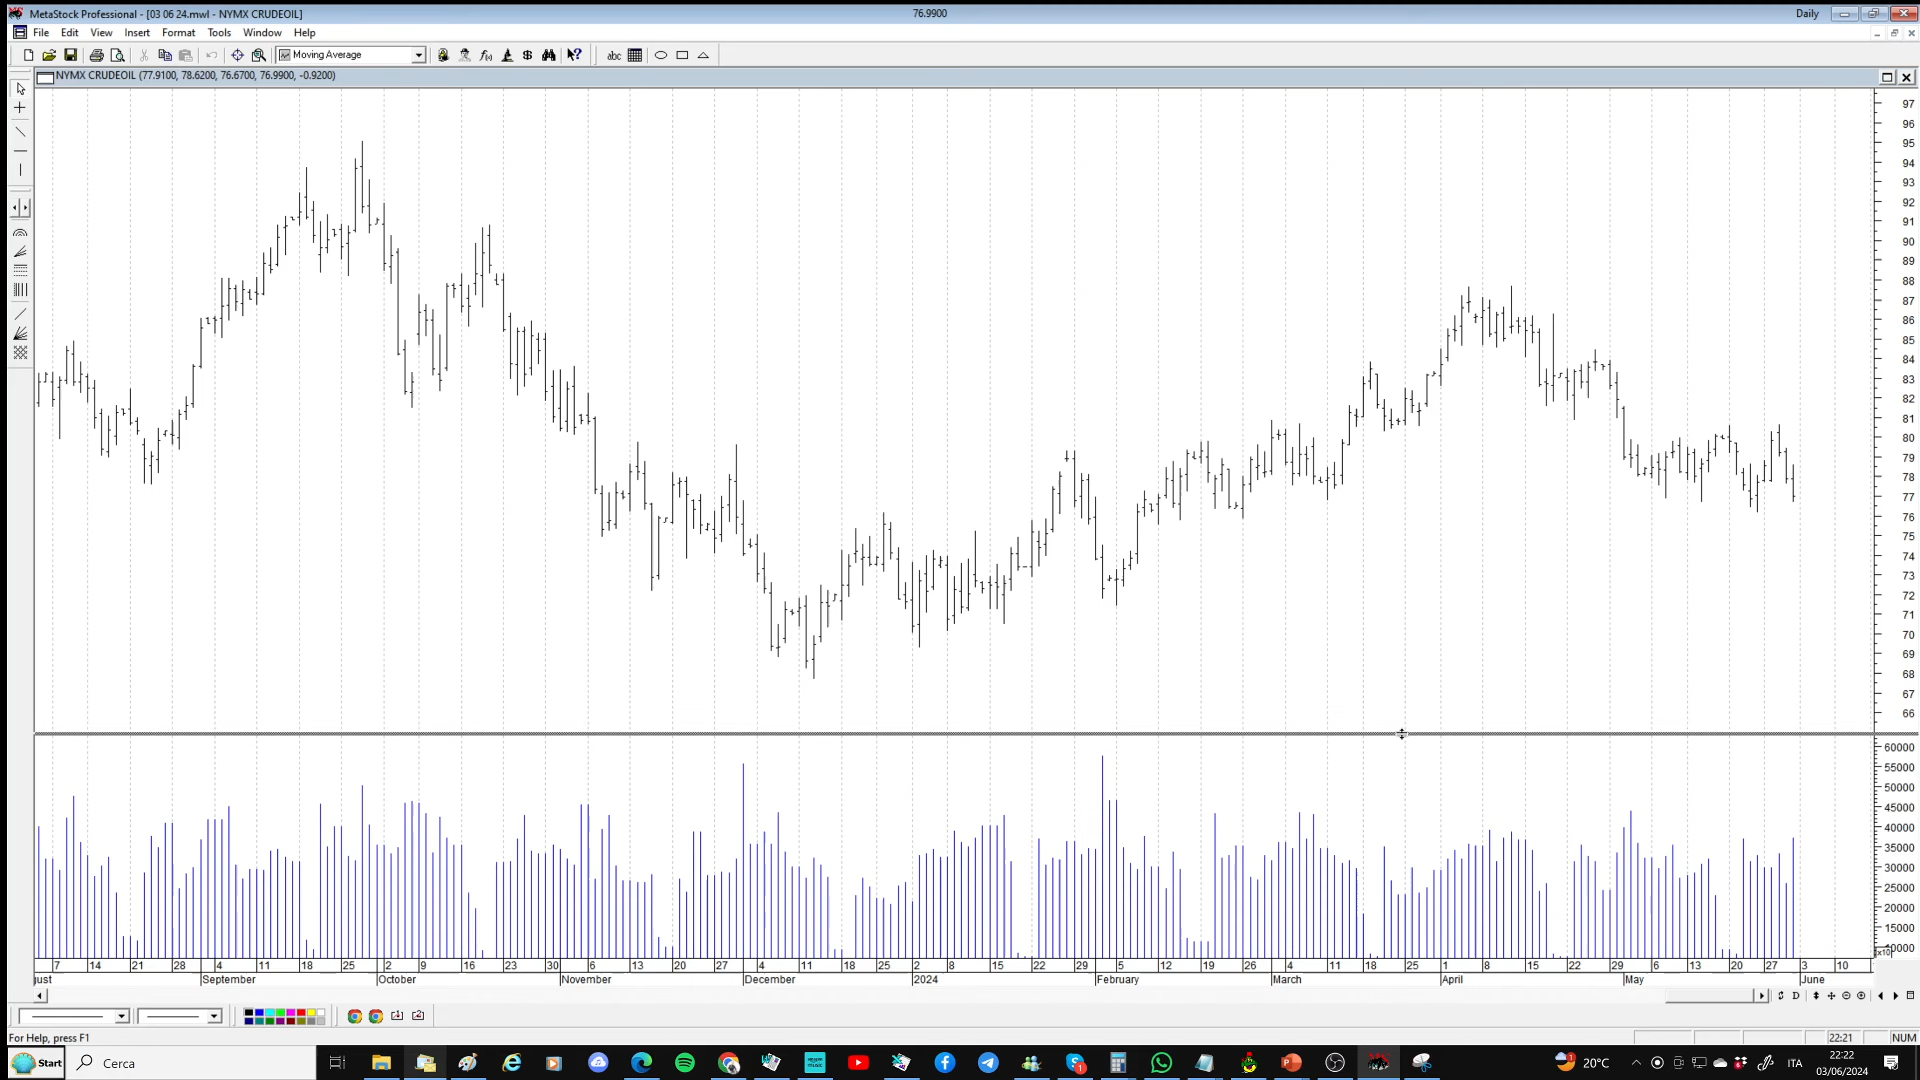 MetaStock Professional - [03 06 24.mwl - NYMX CRUDEOIL]
76.9900
Daily
File Edit View Insert Format Tools Window Help
Moving Average
abc
NYMX CRUDEOIL (77.9100, 78.6200, 76.6700, 76.9900, -0.9200)
97
96
95
94
93
92
91
90
89
88
87
86
85
84
83
82
81
80
79
78
77
76
75
74
73
72
71
70
69
68
67
66
60000
55000
50000
45000
40000
35000
30000
25000
20000
15000
10000
x10
7 14 21 28 4 11 18 25 2 9 16 23 30 6 13 20 27 4 11 18 25 2 8 15 22 29 5 12 19 26 4 11 18 25 1 8 15 22 29 6 13 20 27 3 10
ust September October November December 2024 February March April May June
D
For Help, press F1
22:21 NUM
Start
Cerca
20°C
ITA
22:22
03/06/2024